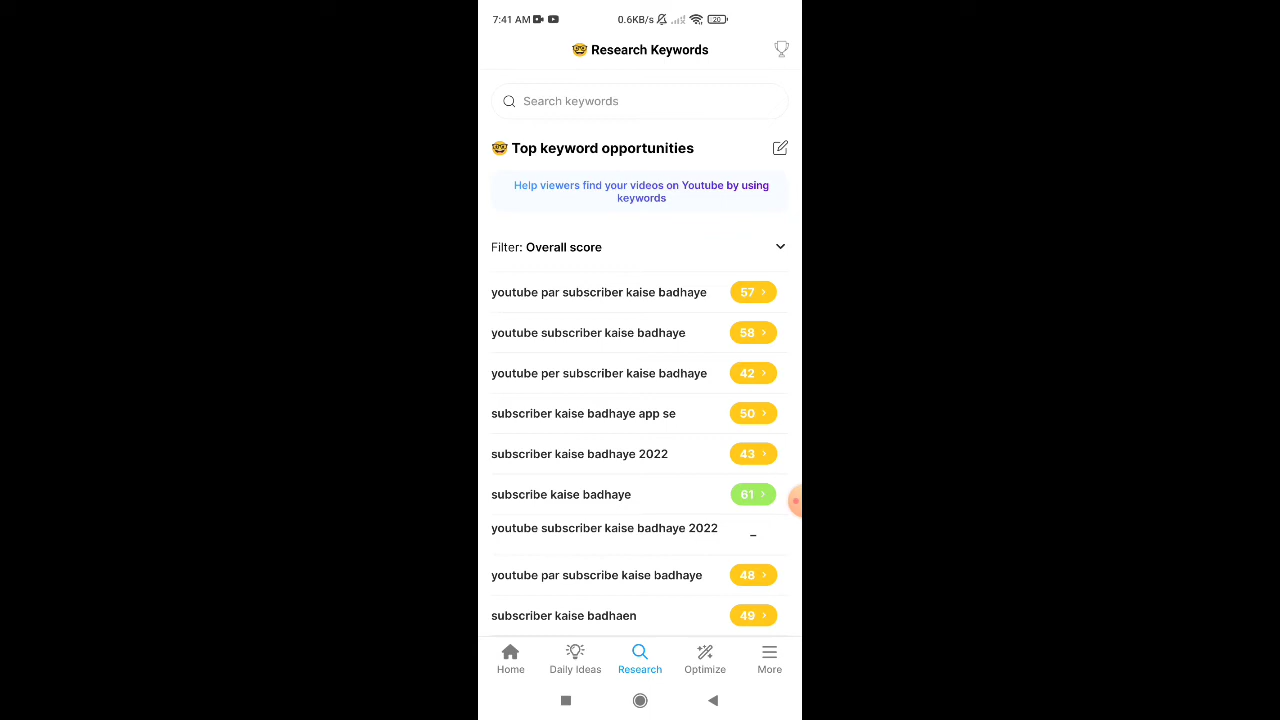 7:41 AM 0.6KB/s 20
🤓 Research Keywords
Search keywords
🤓 Top keyword opportunities
Help viewers find your videos on Youtube by using
keywords
Filter: Overall score
youtube par subscriber kaise badhaye 57 >
youtube subscriber kaise badhaye 58 >
youtube per subscriber kaise badhaye 42 >
subscriber kaise badhaye app se 50 >
subscriber kaise badhaye 2022 43 >
subscribe kaise badhaye 61 >
youtube subscriber kaise badhaye 2022 –
youtube par subscribe kaise badhaye 48 >
subscriber kaise badhaen 49 >
Home Daily Ideas Research Optimize More